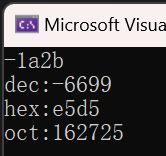 Microsoft Visua
-1a2b
dec:-6699
hex:e5d5
oct:162725